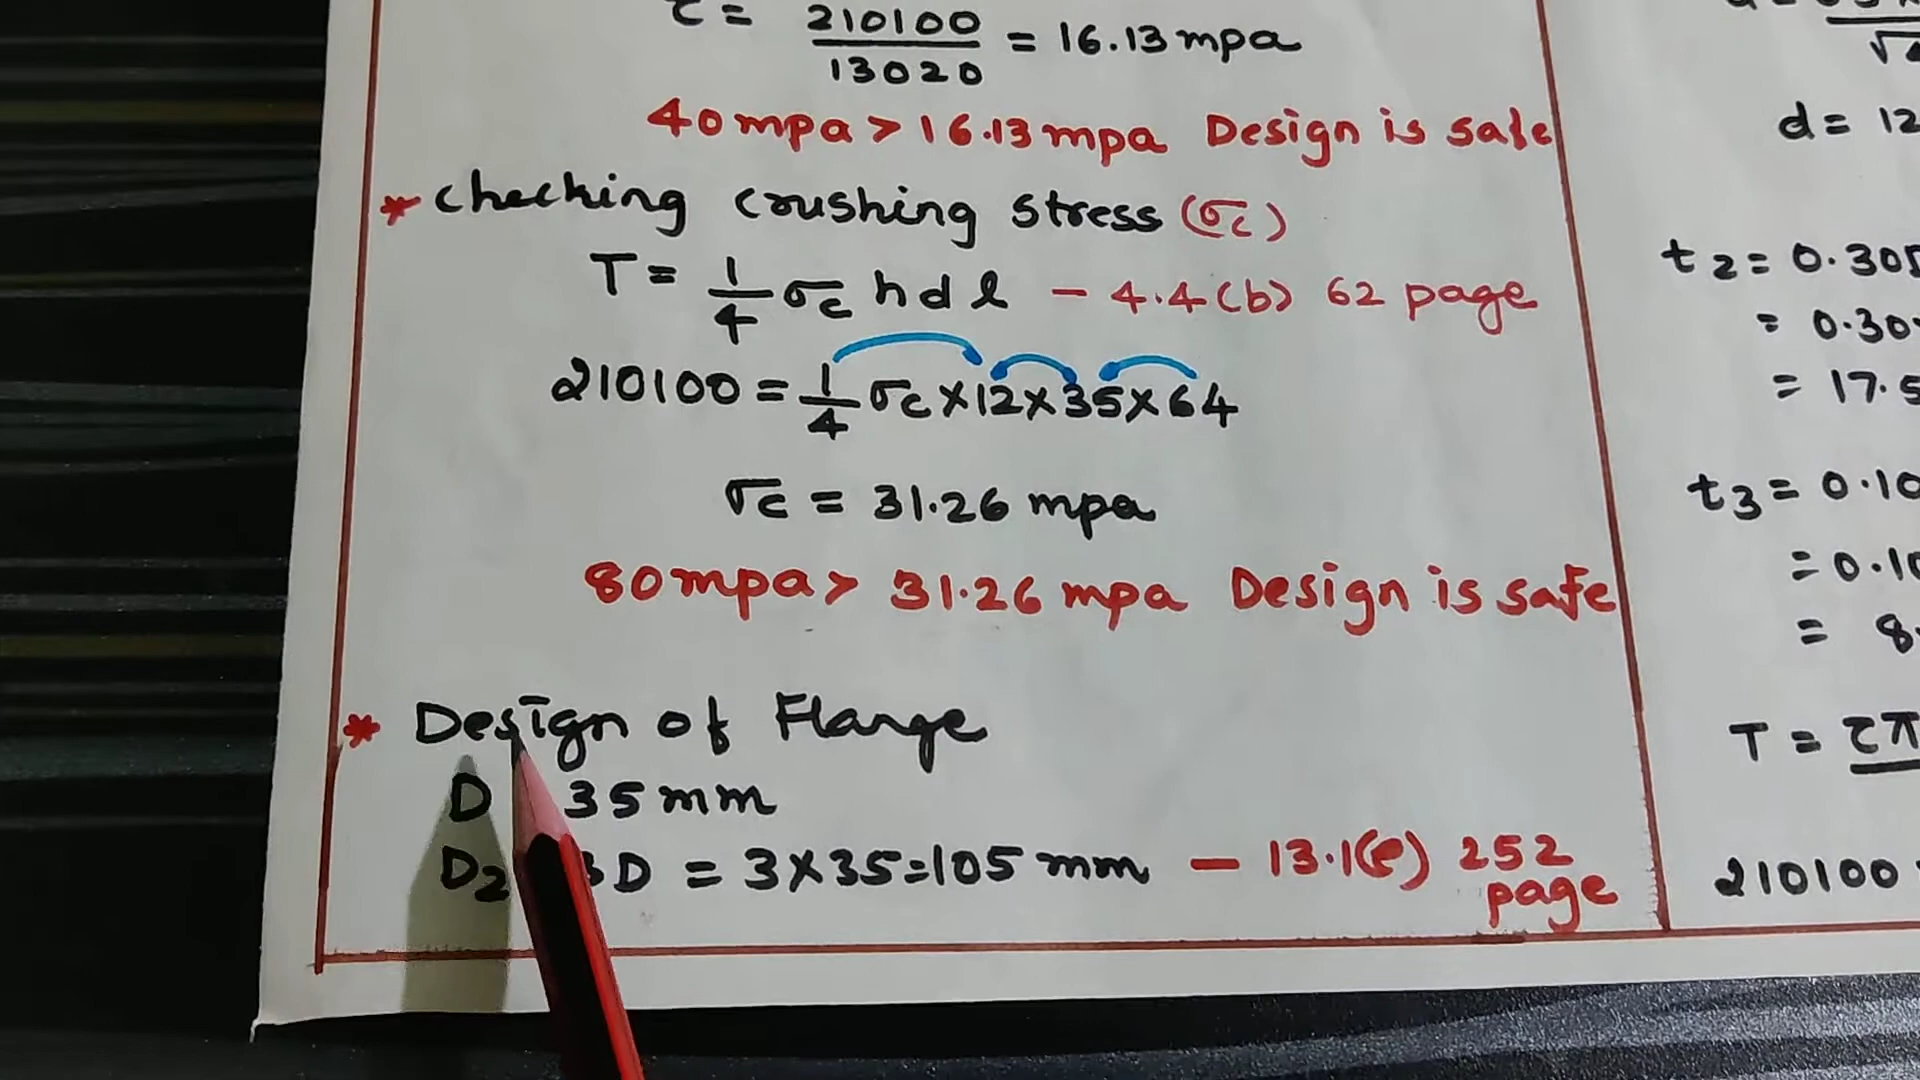 τ = 210100 / 13020 = 16.13 mpa
40 mpa > 16.13 mpa Design is safe
* checking crushing stress (σc)
T = 1/4 σc h d l - 4.4(b) 62 page
210100 = 1/4 σc × 12 × 35 × 64
σc = 31.26 mpa
80 mpa > 31.26 mpa Design is safe
* Design of Flange
D 35 mm
D2 3D = 3 × 35 = 105 mm - 13.1(e) 252 page
d = 12
t2 = 0.305
= 0.30
= 17.5
t3 = 0.10
= 0.10
= 8.
T = τπ
210100